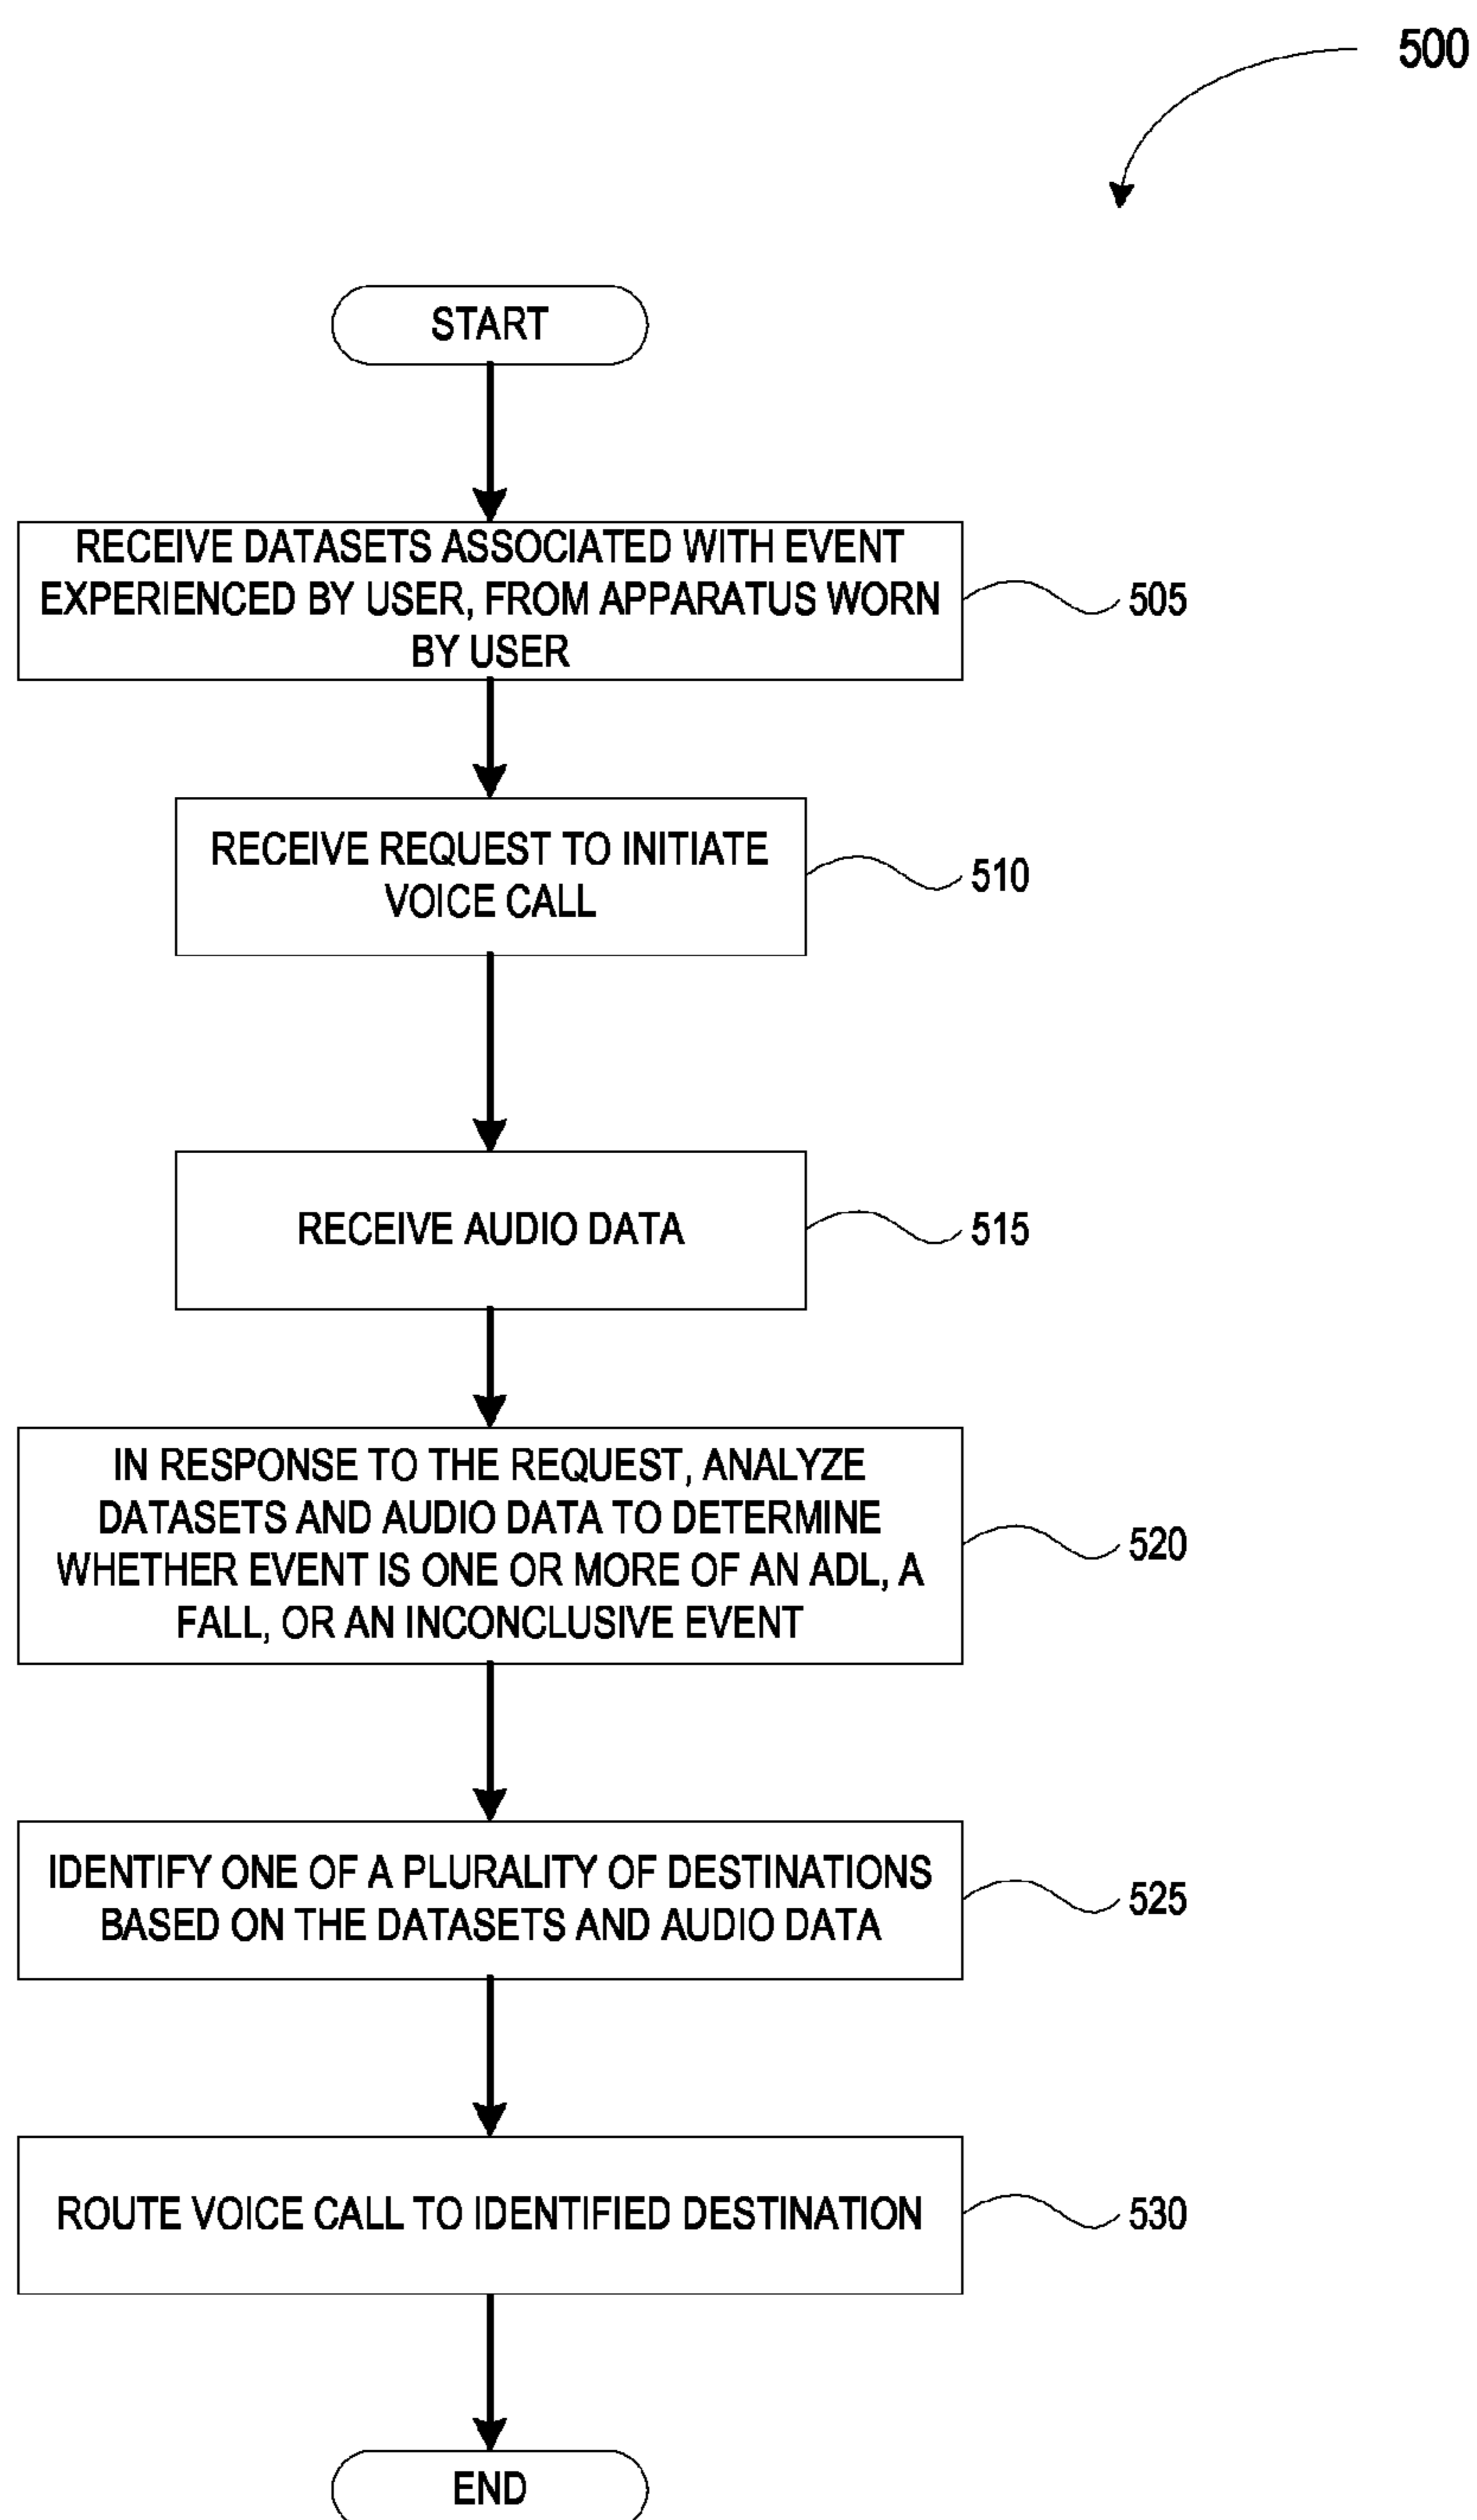 500
START
RECEIVE DATASETS ASSOCIATED WITH EVENT
EXPERIENCED BY USER, FROM APPARATUS WORN
BY USER
505
RECEIVE REQUEST TO INITIATE
VOICE CALL
510
RECEIVE AUDIO DATA
515
IN RESPONSE TO THE REQUEST, ANALYZE
DATASETS AND AUDIO DATA TO DETERMINE
WHETHER EVENT IS ONE OR MORE OF AN ADL, A
FALL, OR AN INCONCLUSIVE EVENT
520
IDENTIFY ONE OF A PLURALITY OF DESTINATIONS
BASED ON THE DATASETS AND AUDIO DATA
525
ROUTE VOICE CALL TO IDENTIFIED DESTINATION
530
END